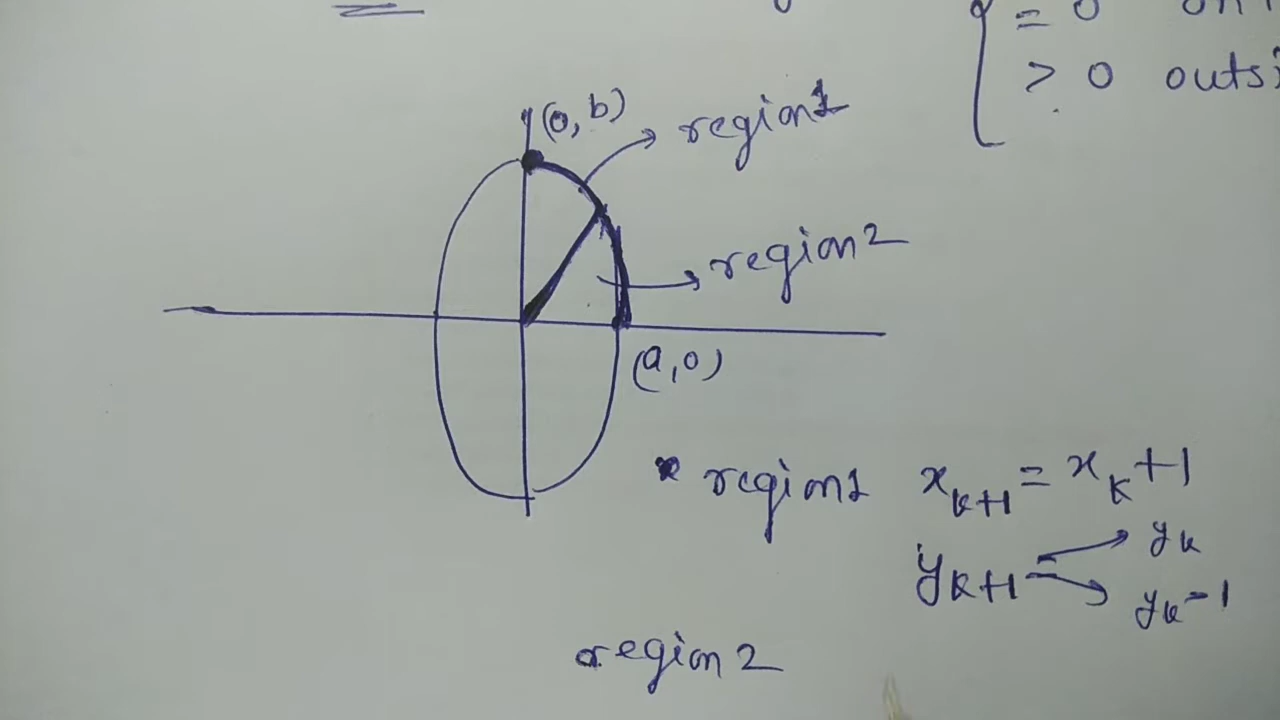 = 0 on
> 0 outsi
(0, b)
region1
region2
(a, 0)
* region1 x_{k+1} = x_k + 1
y_{k+1} = y_k
y_k - 1
region 2